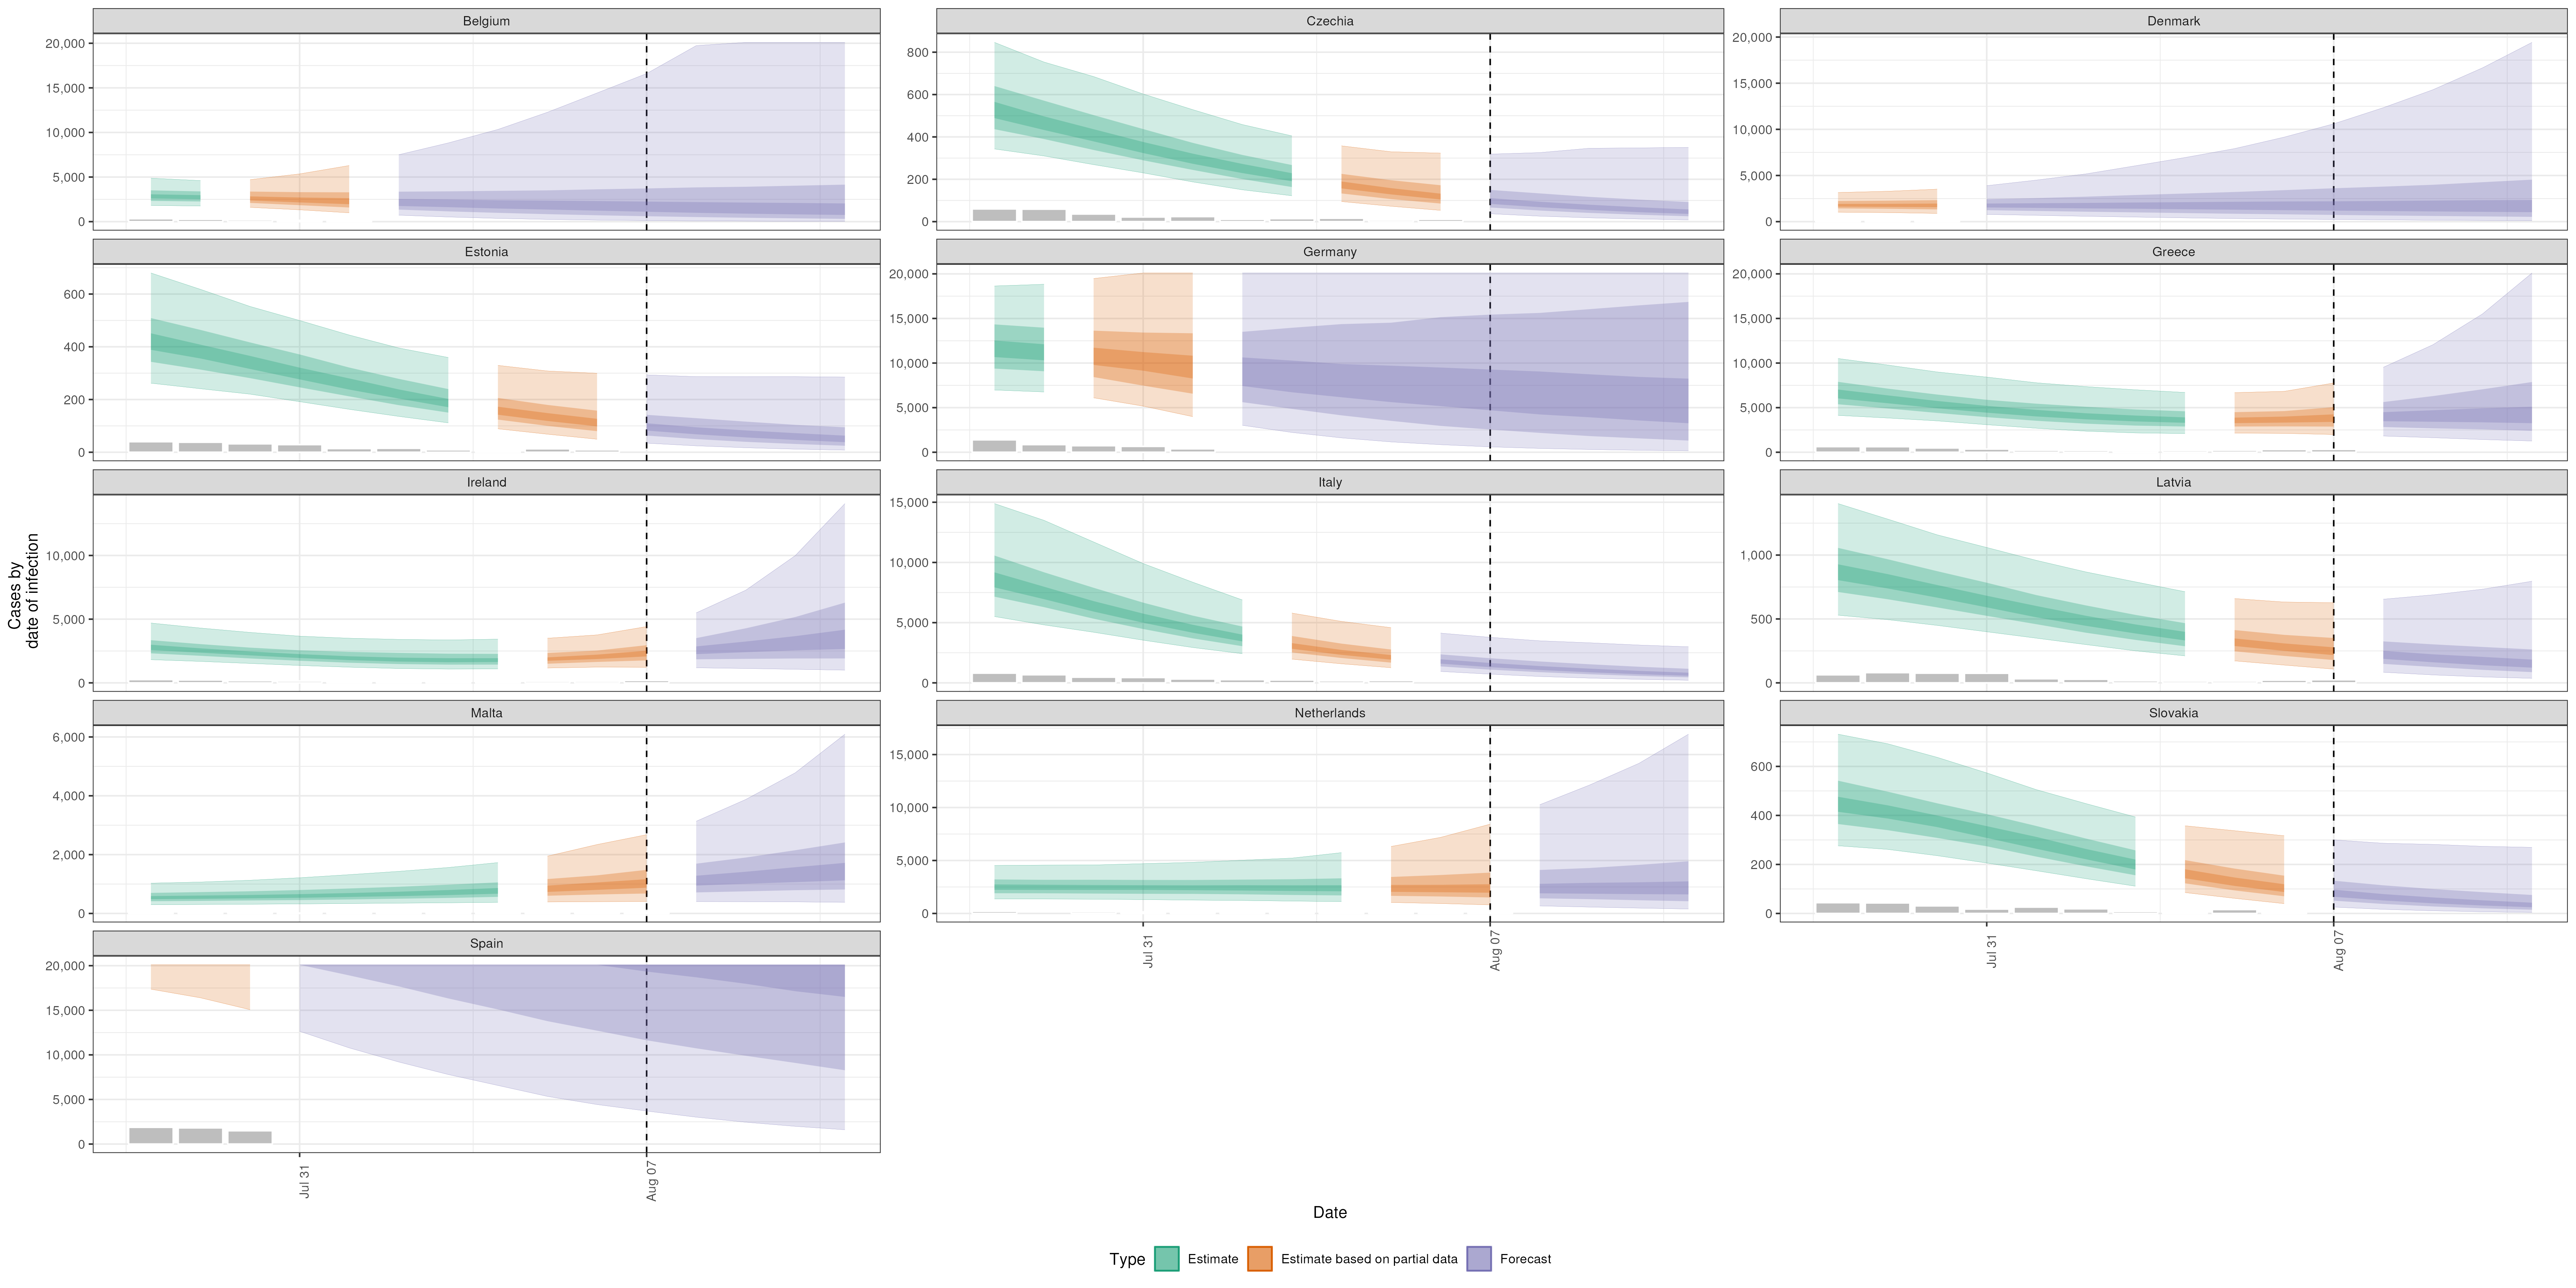 Belgium
Czechia
Denmark
20,000
15,000
10,000
5,000
0
800
600
400
200
0
20,000
15,000
10,000
5,000
0
Estonia
Germany
Greece
600
400
200
0
20,000
15,000
10,000
5,000
0
20,000
15,000
10,000
5,000
0
Ireland
Italy
Latvia
10,000
5,000
0
15,000
10,000
5,000
0
1,000
500
0
Cases by
date of infection
Malta
Netherlands
Slovakia
6,000
4,000
2,000
0
15,000
10,000
5,000
0
600
400
200
0
Jul 31
Aug 07
Jul 31
Aug 07
Spain
20,000
15,000
10,000
5,000
0
Jul 31
Aug 07
Date
Type Estimate Estimate based on partial data Forecast